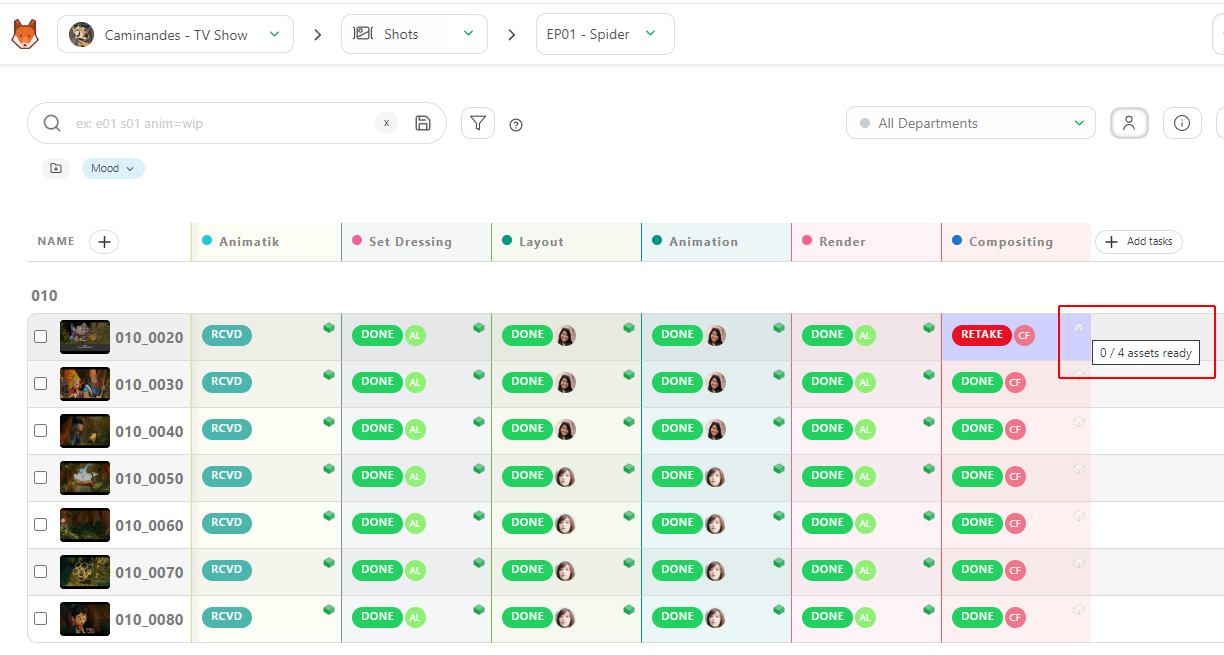 Caminandes - TV Show > Shots > EP01 - Spider
ex: e01 s01 anim=wip x All Departments
Mood
NAME + Animatik Set Dressing Layout Animation Render Compositing + Add tasks
010
010_0020 RCVD DONE AL DONE DONE DONE AL RETAKE CF
0 / 4 assets ready
010_0030 RCVD DONE AL DONE DONE DONE AL DONE CF
010_0040 RCVD DONE AL DONE DONE DONE AL DONE CF
010_0050 RCVD DONE AL DONE DONE DONE AL DONE CF
010_0060 RCVD DONE AL DONE DONE DONE AL DONE CF
010_0070 RCVD DONE AL DONE DONE DONE AL DONE CF
010_0080 RCVD DONE AL DONE DONE DONE AL DONE CF